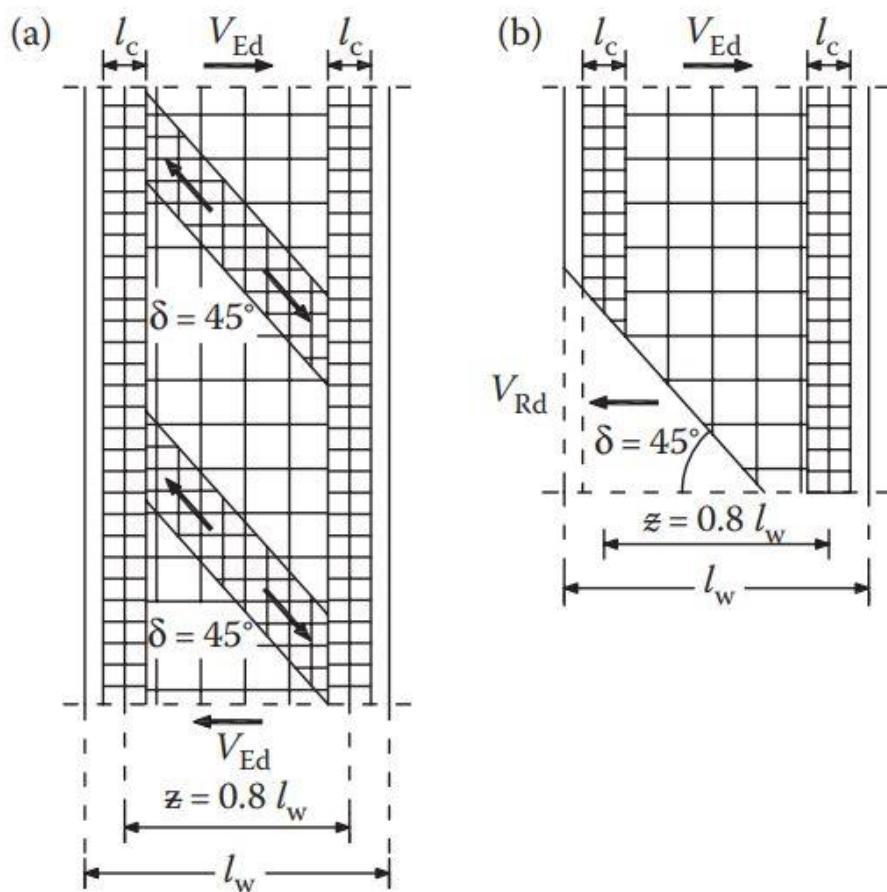 (a)
l_c
V_Ed
l_c
δ = 45°
δ = 45°
V_Ed
z = 0.8 l_w
l_w
(b)
l_c
V_Ed
l_c
V_Rd
δ = 45°
z = 0.8 l_w
l_w